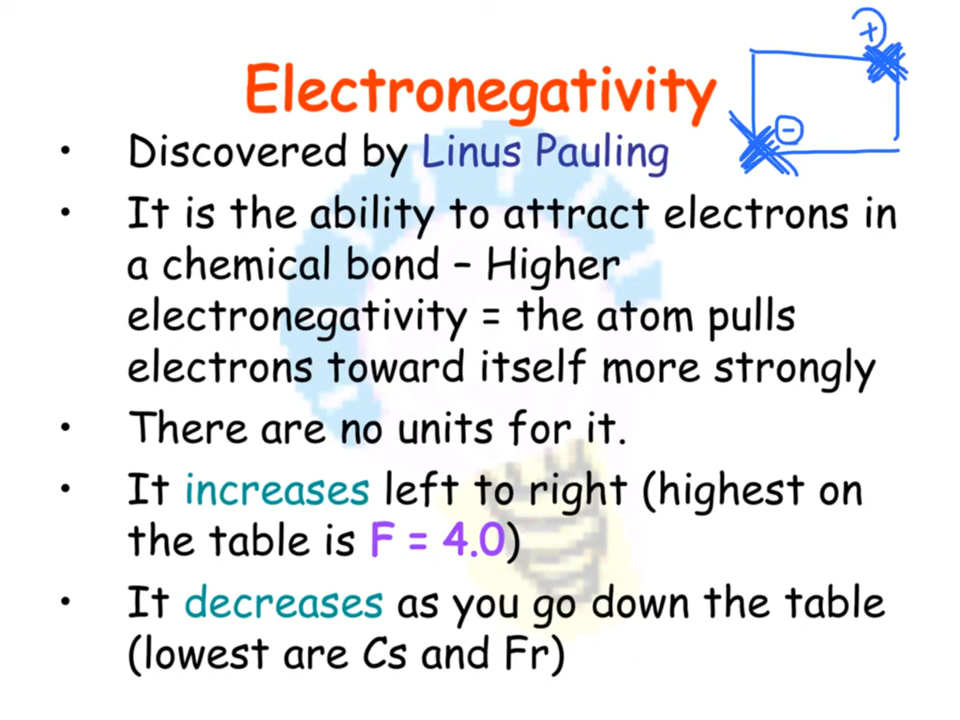 Electronegativity
+
-
• Discovered by Linus Pauling
• It is the ability to attract electrons in
a chemical bond – Higher
electronegativity = the atom pulls
electrons toward itself more strongly
• There are no units for it.
• It increases left to right (highest on
the table is F = 4.0)
• It decreases as you go down the table
(lowest are Cs and Fr)